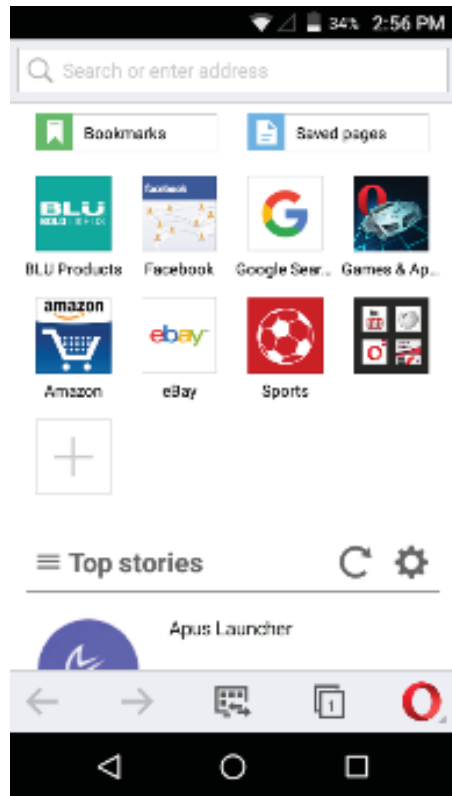 34% 2:56 PM
Search or enter address
Bookmarks Saved pages
BLU
facebook
G
BLU Products Facebook Google Sear... Games & Ap...
amazon
ebay
Amazon eBay Sports
Top stories
Apus Launcher
1